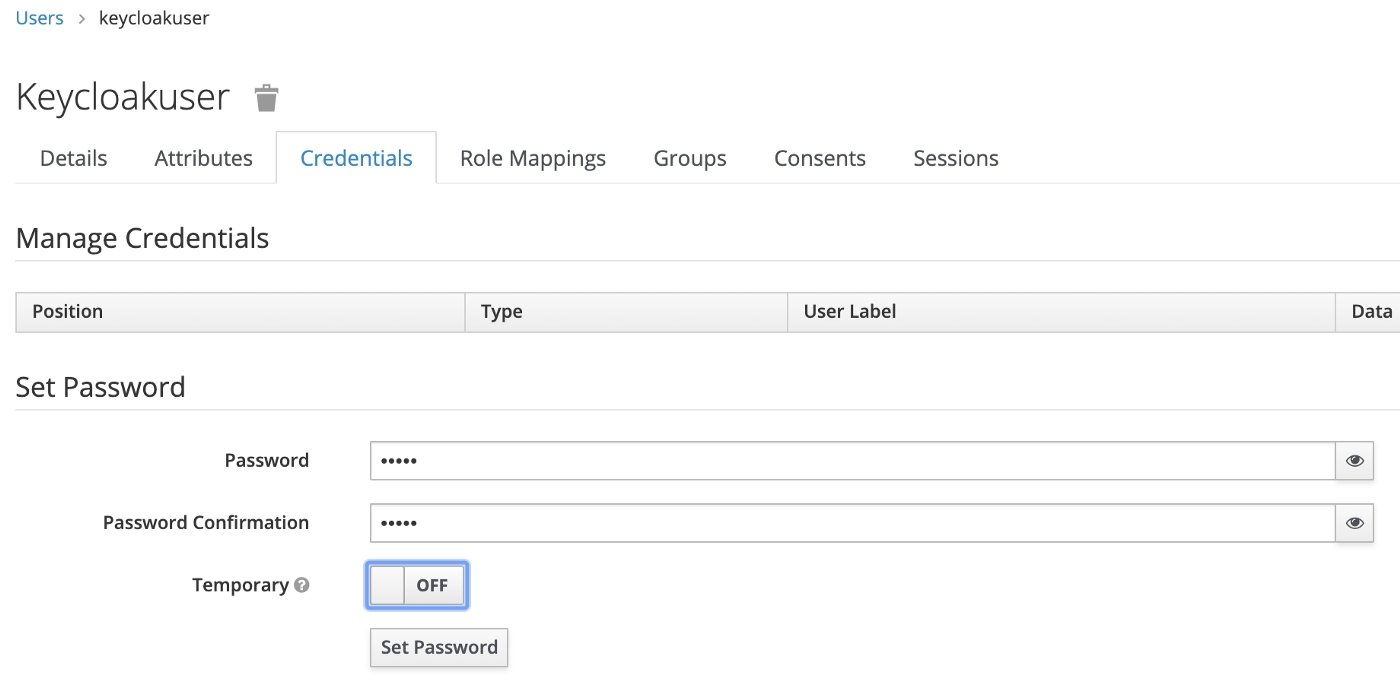 Users > keycloakuser
Keycloakuser
Details Attributes Credentials Role Mappings Groups Consents Sessions
Manage Credentials
Position Type User Label Data
Set Password
Password •••••
Password Confirmation •••••
Temporary ? OFF
Set Password